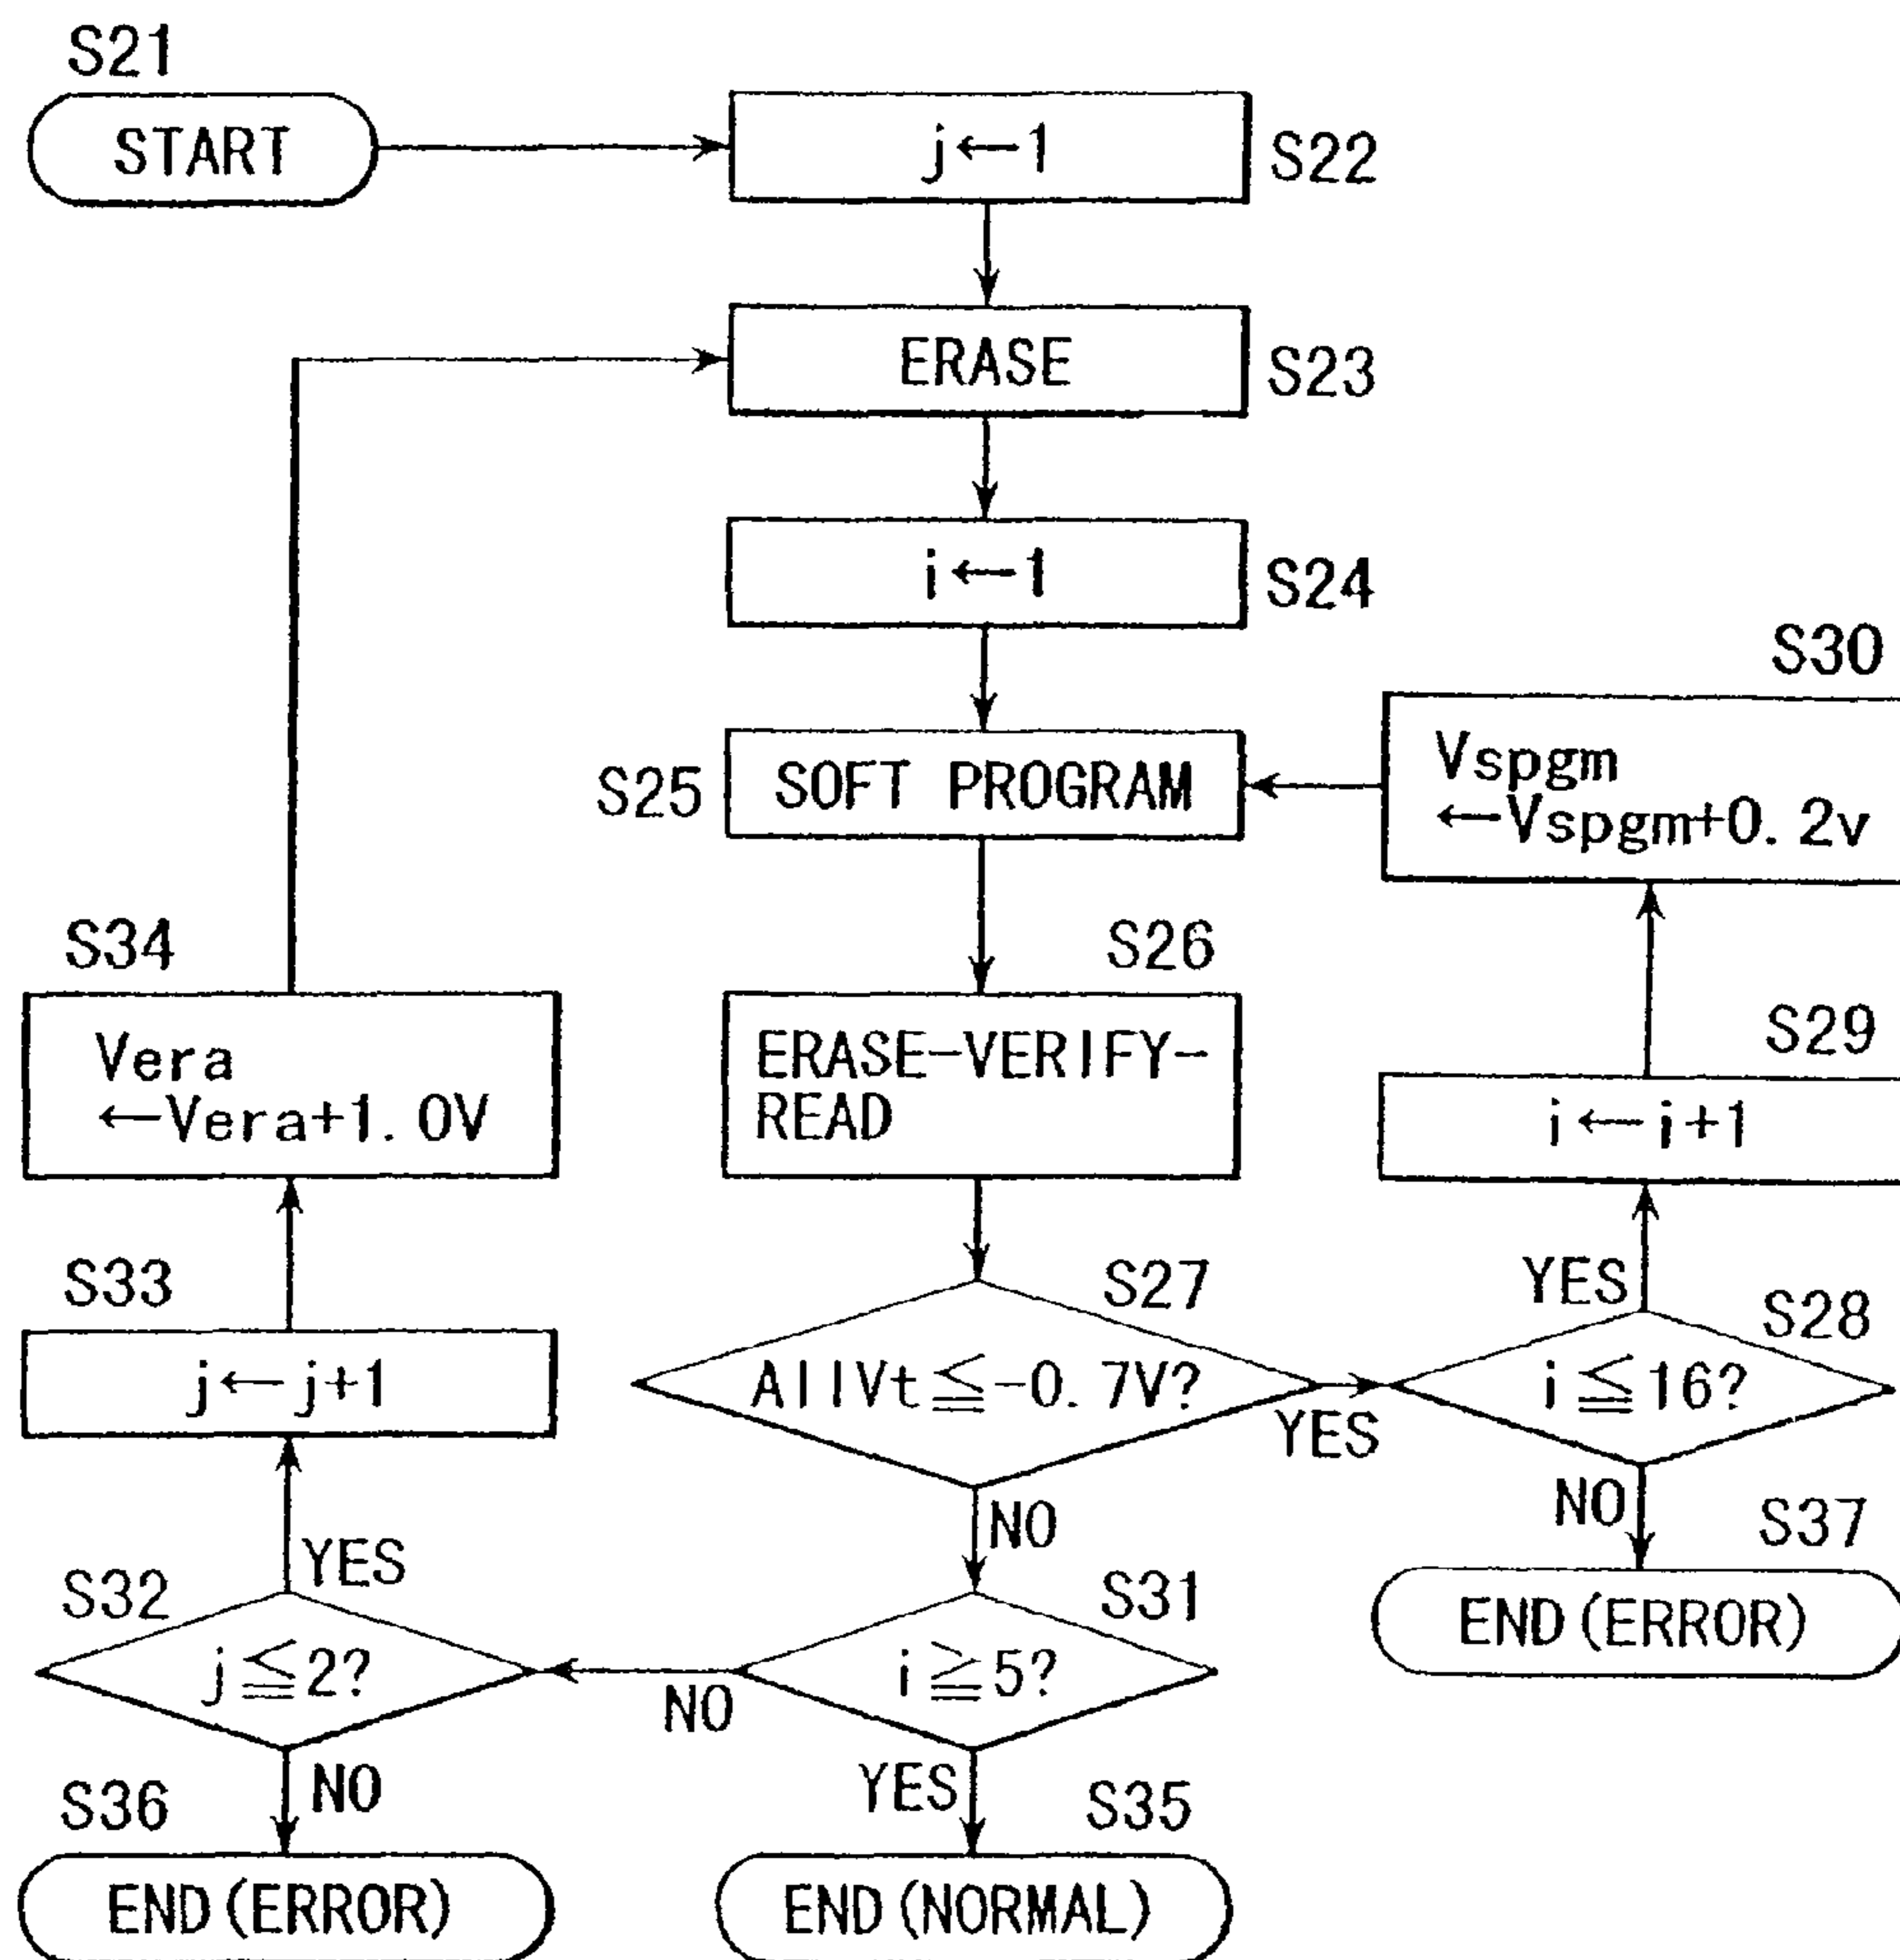 S21
START
j←1
S22
ERASE
S23
i←1
S24
S25
SOFT PROGRAM
S30
Vspgm
←Vspgm+0.2v
S26
ERASE-VERIFY-
READ
S29
i←i+1
S34
Vera
←Vera+1.0V
S33
j←j+1
S27
AllVt≦-0.7V?
YES
NO
S28
i≦16?
YES
NO
S37
END(ERROR)
S32
j≦2?
YES
NO
S31
i≧5?
NO
YES
S36
END(ERROR)
S35
END(NORMAL)